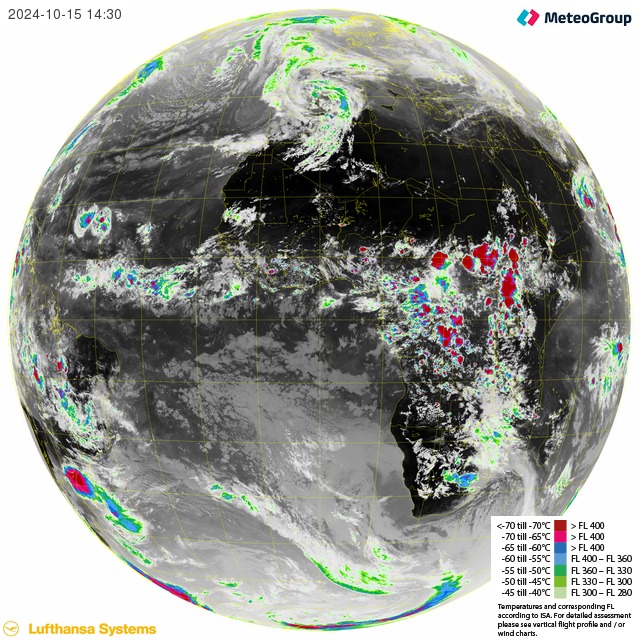 2024-10-15 14:30
MeteoGroup
<-70 till -70°C > FL 400
-70 till -65°C > FL 400
-65 till -60°C > FL 400
-60 till -55°C FL 400 – FL 360
-55 till -50°C FL 360 – FL 330
-50 till -45°C FL 330 – FL 300
-45 till -40°C FL 300 – FL 280
Temperatures and corresponding FL
according to ISA. For detailed assessment
please see vertical flight profile and / or
wind charts.
Lufthansa Systems